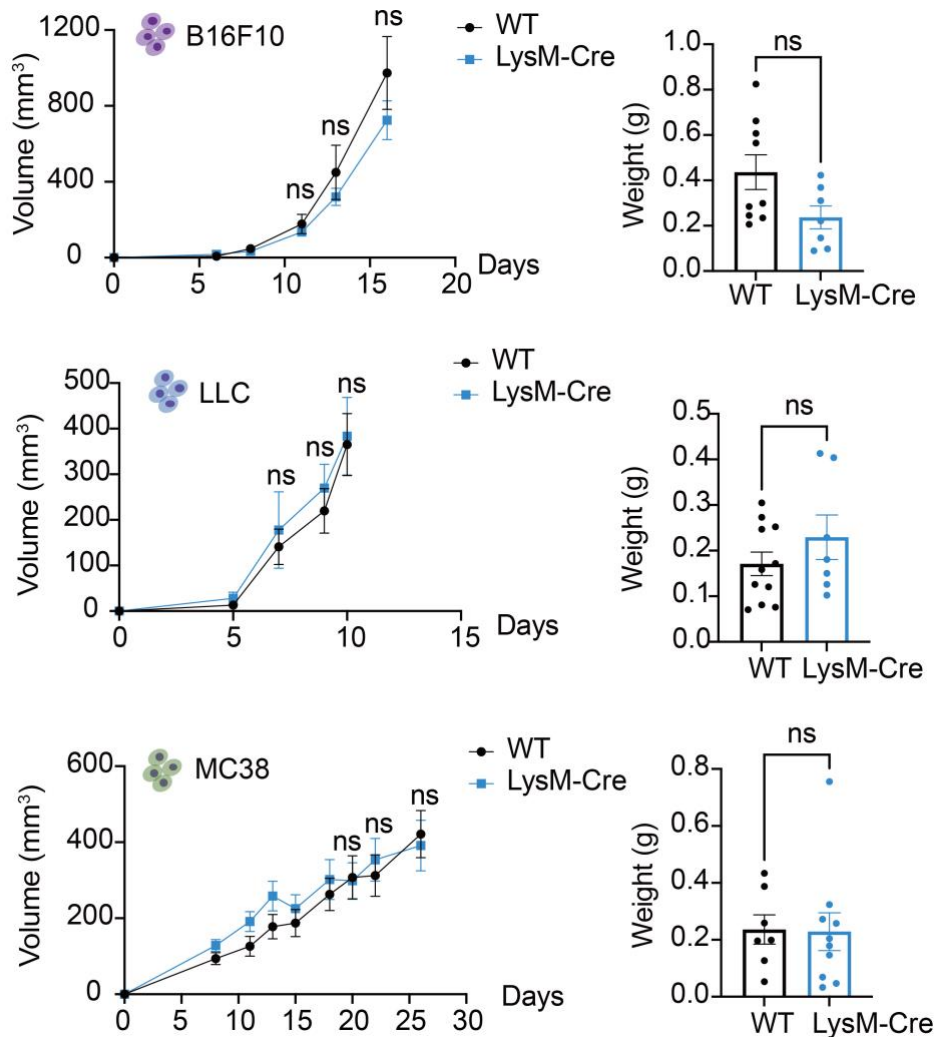 B16F10
WT
LysM-Cre
Volume (mm³)
1200
800
400
0
ns
ns
ns
0
5
10
15
20
Days
Weight (g)
1.0
0.8
0.6
0.4
0.2
0.0
ns
WT
LysM-Cre
LLC
WT
LysM-Cre
Volume (mm³)
500
400
300
200
100
0
ns
ns
ns
0
5
10
15
Days
Weight (g)
0.5
0.4
0.3
0.2
0.1
0.0
ns
WT
LysM-Cre
MC38
WT
LysM-Cre
Volume (mm³)
600
400
200
0
ns
ns
ns
0
5
10
15
20
25
30
Days
Weight (g)
0.8
0.6
0.4
0.2
0.0
ns
WT
LysM-Cre